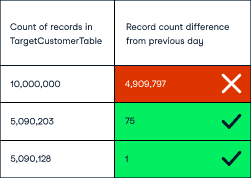 Count of records in
TargetCustomerTable
Record count difference
from previous day
10,000,000
4,909,797
5,090,203
75
5,090,128
1